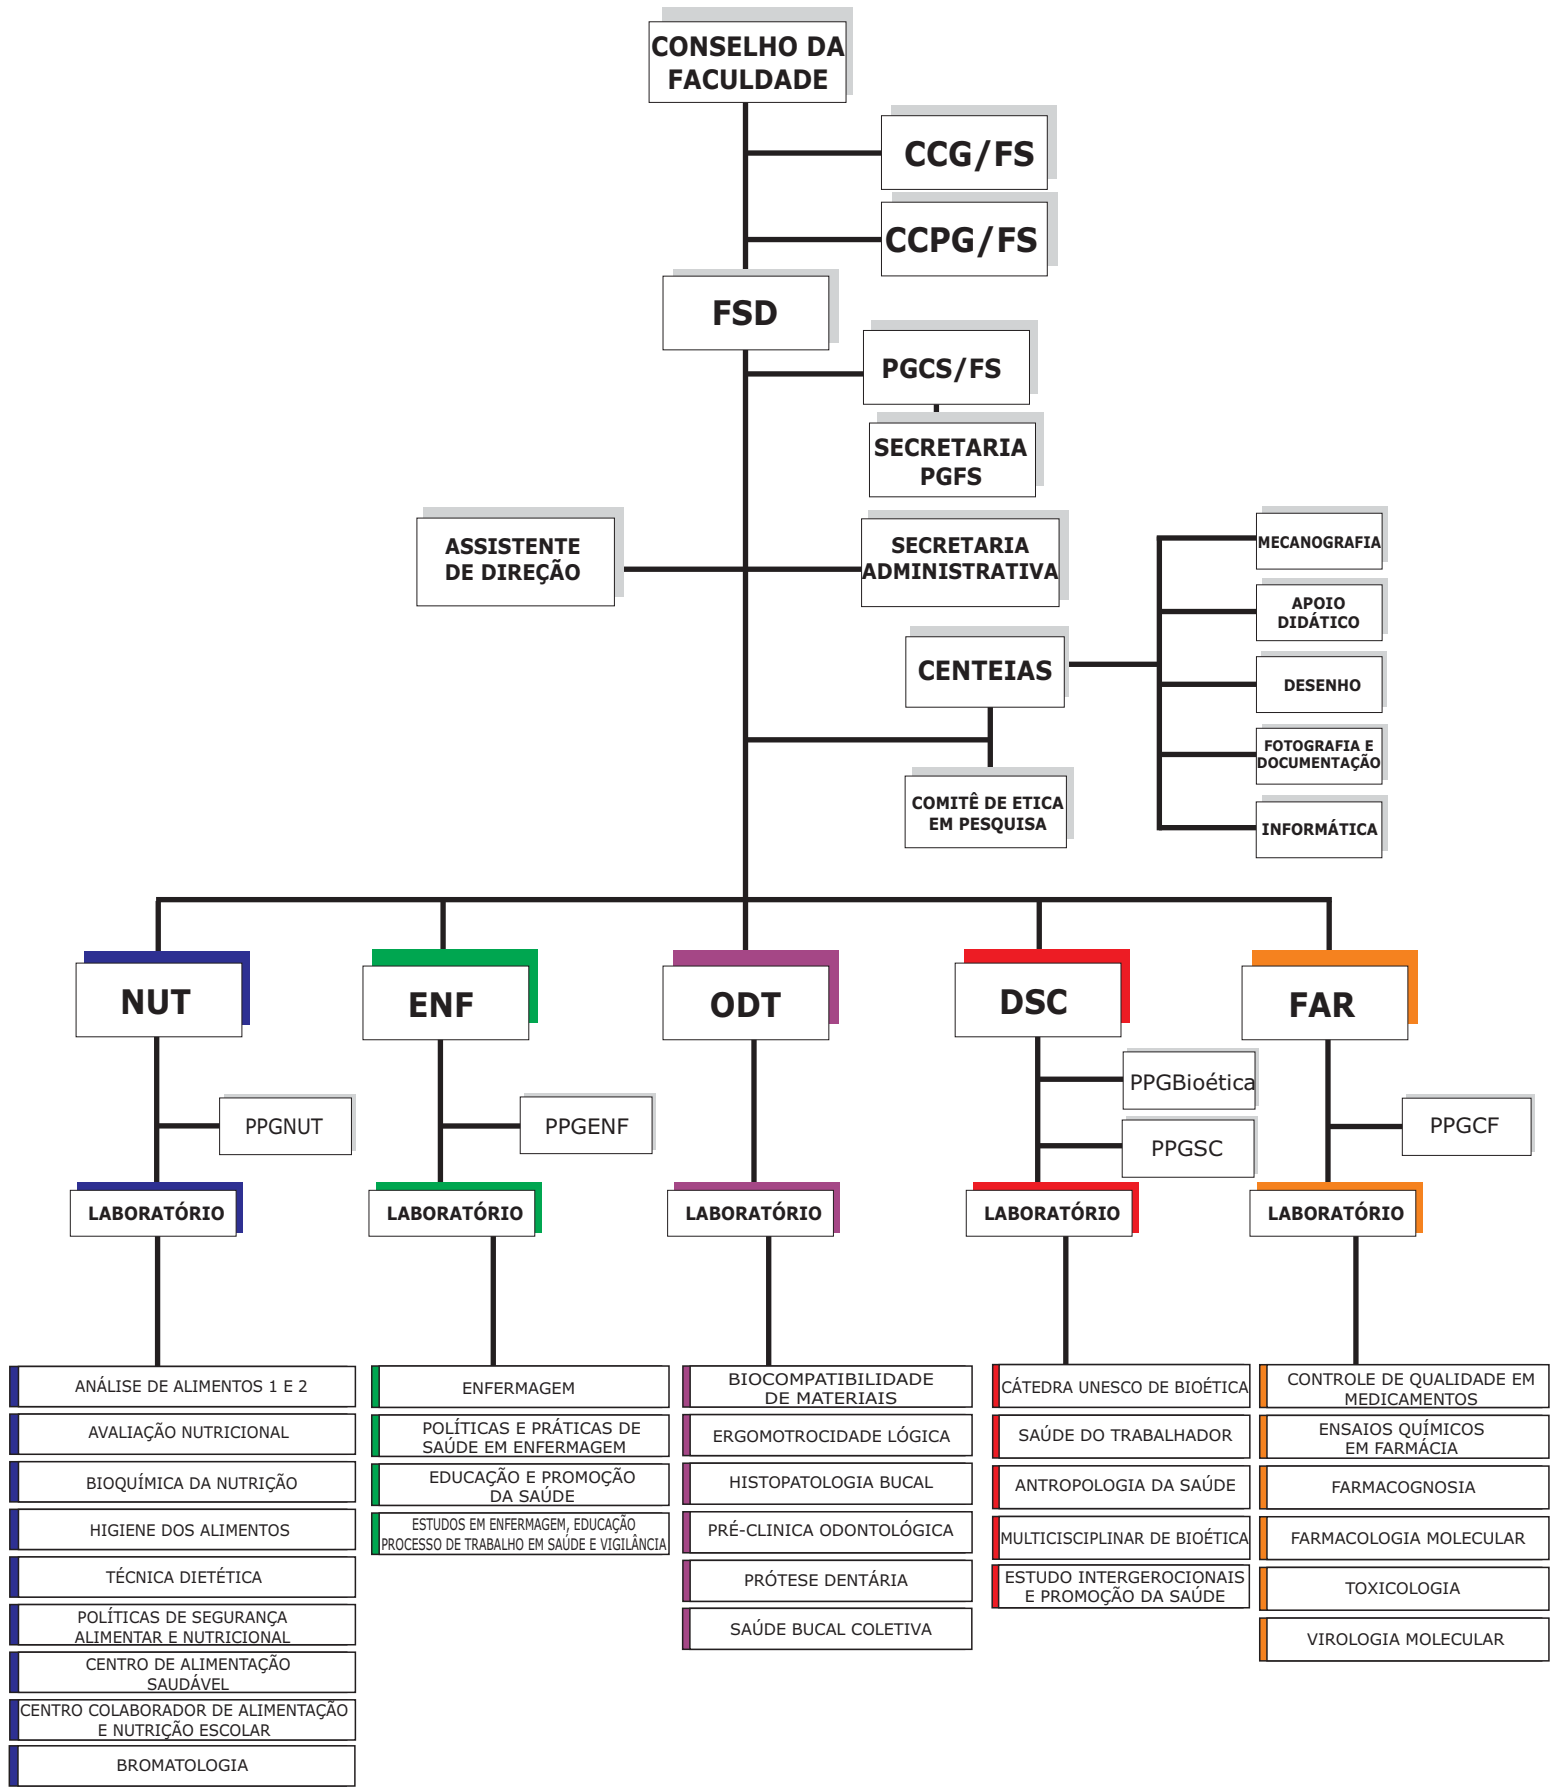 CONSELHO DA
FACULDADE
CCG/FS
CCPG/FS
FSD
PGCS/FS
SECRETARIA
PGFS
ASSISTENTE
DE DIREÇÃO
SECRETARIA
ADMINISTRATIVA
CENTEIAS
COMITÊ DE ETICA
EM PESQUISA
MECANOGRAFIA
APOIO
DIDÁTICO
DESENHO
FOTOGRAFIA E
DOCUMENTAÇÃO
INFORMÁTICA
NUT
ENF
ODT
DSC
FAR
PPGNUT
PPGENF
PPGBioética
PPGSC
PPGCF
LABORATÓRIO
LABORATÓRIO
LABORATÓRIO
LABORATÓRIO
LABORATÓRIO
ANÁLISE DE ALIMENTOS 1 E 2
AVALIAÇÃO NUTRICIONAL
BIOQUÍMICA DA NUTRIÇÃO
HIGIENE DOS ALIMENTOS
TÉCNICA DIETÉTICA
POLÍTICAS DE SEGURANÇA
ALIMENTAR E NUTRICIONAL
CENTRO DE ALIMENTAÇÃO
SAUDÁVEL
CENTRO COLABORADOR DE ALIMENTAÇÃO
E NUTRIÇÃO ESCOLAR
BROMATOLOGIA
ENFERMAGEM
POLÍTICAS E PRÁTICAS DE
SAÚDE EM ENFERMAGEM
EDUCAÇÃO E PROMOÇÃO
DA SAÚDE
ESTUDOS EM ENFERMAGEM, EDUCAÇÃO
PROCESSO DE TRABALHO EM SAÚDE E VIGILÂNCIA
BIOCOMPATIBILIDADE
DE MATERIAIS
ERGOMOTROCIDADE LÓGICA
HISTOPATOLOGIA BUCAL
PRÉ-CLINICA ODONTOLÓGICA
PRÓTESE DENTÁRIA
SAÚDE BUCAL COLETIVA
CÁTEDRA UNESCO DE BIOÉTICA
SAÚDE DO TRABALHADOR
ANTROPOLOGIA DA SAÚDE
MULTICISCIPLINAR DE BIOÉTICA
ESTUDO INTERGEROCIONAIS
E PROMOÇÃO DA SAÚDE
CONTROLE DE QUALIDADE EM
MEDICAMENTOS
ENSAIOS QUÍMICOS
EM FARMÁCIA
FARMACOGNOSIA
FARMACOLOGIA MOLECULAR
TOXICOLOGIA
VIROLOGIA MOLECULAR